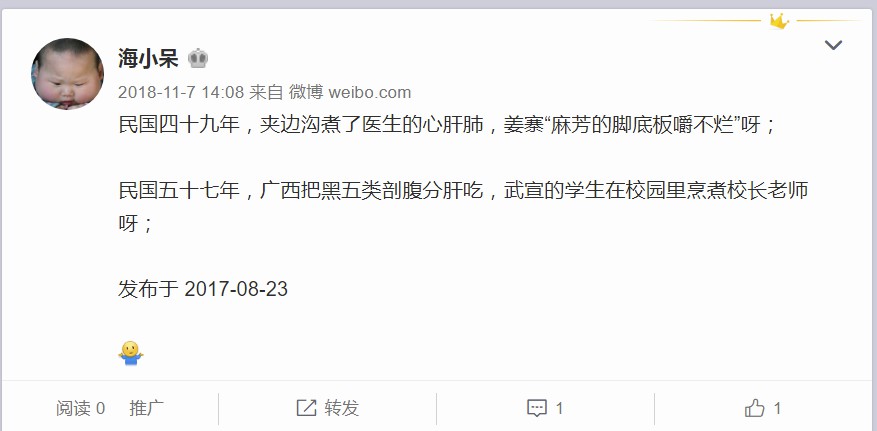 海小呆
2018-11-7 14:08 来自 微博 weibo.com
民国四十九年，夹边沟煮了医生的心肝肺，姜寨“麻芳的脚底板嚼不烂”呀；
民国五十七年，广西把黑五类剖腹分肝吃，武宣的学生在校园里烹煮校长老师
呀；
发布于 2017-08-23
阅读 0 推广 转发 1 1